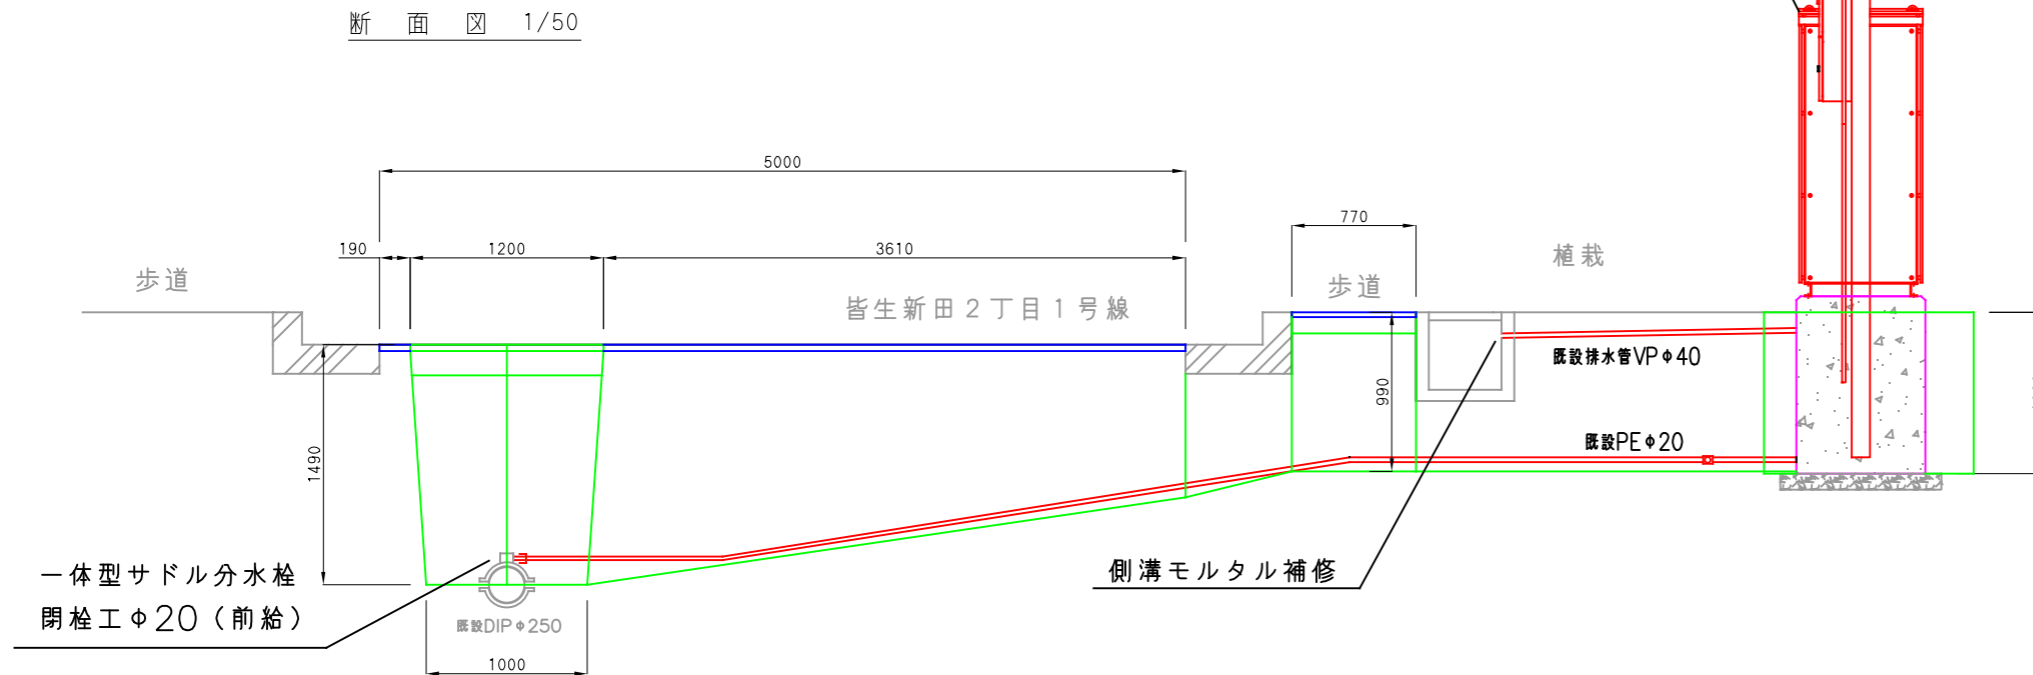 断面図 1/50
5000
190
1200
3610
770
歩道
皆生新田2丁目1号線
歩道
植栽
既設排水管VPφ40
990
既設PEφ20
1490
一体型サドル分水栓
閉栓工φ20(前給)
既設DIPφ250
1000
側溝モルタル補修